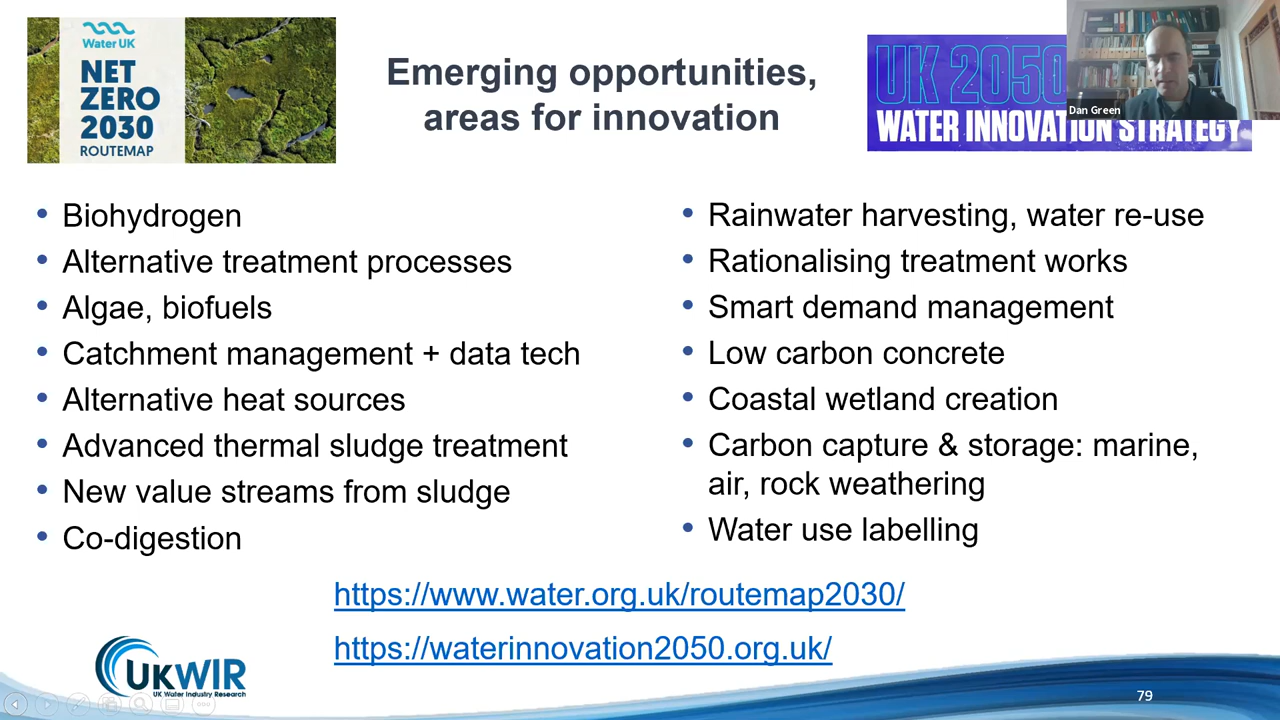 Water UK
NET
ZERO
2030
ROUTEMAP
Emerging opportunities,
areas for innovation
UK 2050
WATER INNOVATION STRATEGY
Dan Green
• Biohydrogen
• Alternative treatment processes
• Algae, biofuels
• Catchment management + data tech
• Alternative heat sources
• Advanced thermal sludge treatment
• New value streams from sludge
• Co-digestion
• Rainwater harvesting, water re-use
• Rationalising treatment works
• Smart demand management
• Low carbon concrete
• Coastal wetland creation
• Carbon capture & storage: marine,
air, rock weathering
• Water use labelling
https://www.water.org.uk/routemap2030/
https://waterinnovation2050.org.uk/
UKWIR
UK Water Industry Research
79